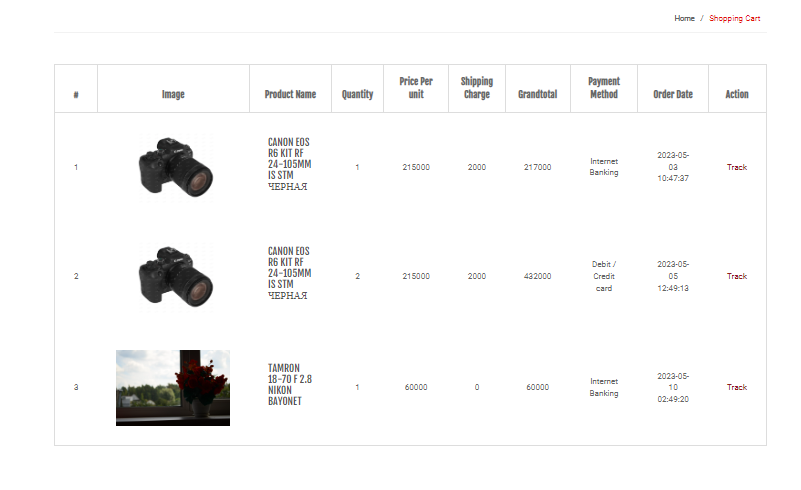 Home / Shopping Cart
# Image Product Name Quantity Price Per unit Shipping Charge Grandtotal Payment Method Order Date Action
1 CANON EOS R6 KIT RF 24-105MM IS STM ЧЕРНАЯ 1 215000 2000 217000 Internet Banking 2023-05-03 10:47:37 Track
2 CANON EOS R6 KIT RF 24-105MM IS STM ЧЕРНАЯ 2 215000 2000 432000 Debit / Credit card 2023-05-05 12:49:13 Track
3 TAMRON 18-70 F 2.8 NIKON BAYONET 1 60000 0 60000 Internet Banking 2023-05-10 02:49:20 Track